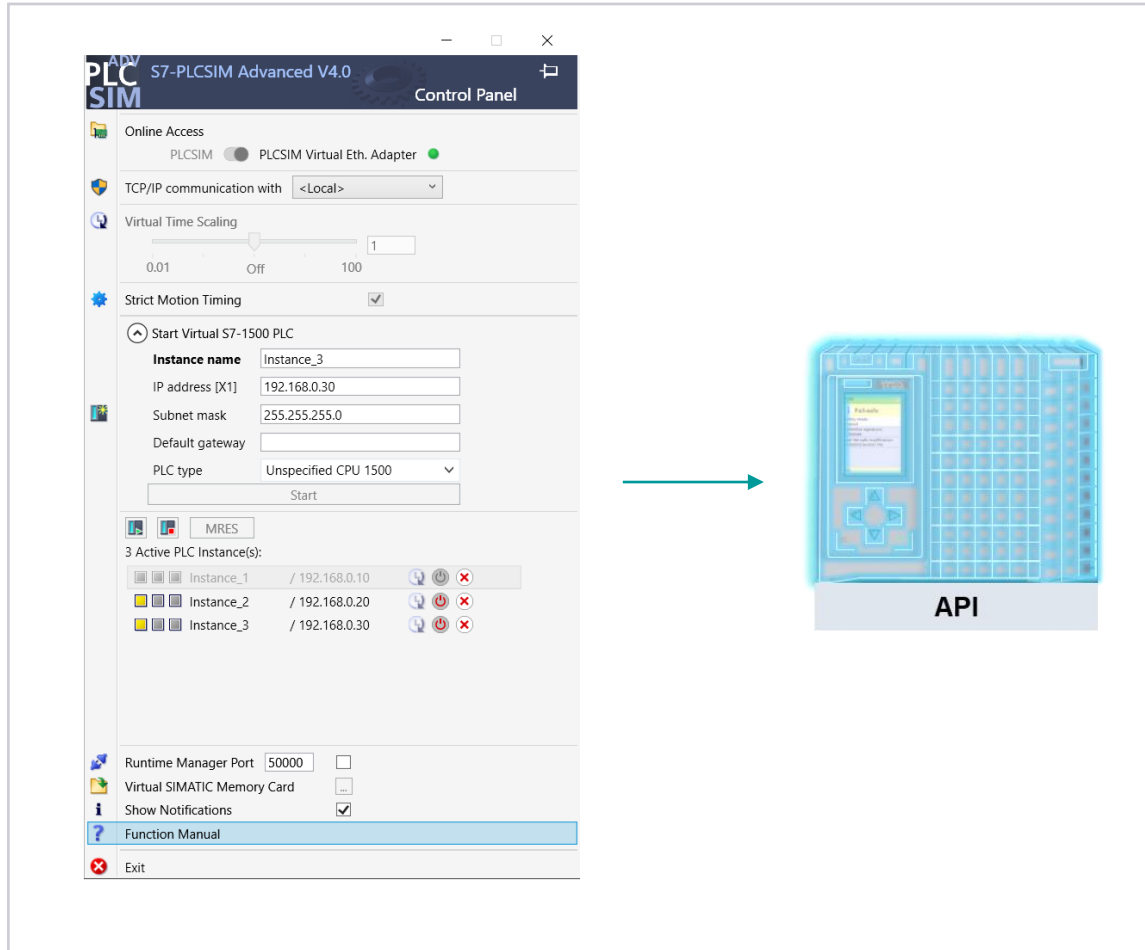 ADV
PLC
SIM
S7-PLCSIM Advanced V4.0
Control Panel
Online Access
PLCSIM PLCSIM Virtual Eth. Adapter
TCP/IP communication with <Local>
Virtual Time Scaling
1
0.01 Off 100
Strict Motion Timing
Start Virtual S7-1500 PLC
Instance name Instance_3
IP address [X1] 192.168.0.30
Subnet mask 255.255.255.0
Default gateway
PLC type Unspecified CPU 1500
Start
MRES
3 Active PLC Instance(s):
Instance_1 / 192.168.0.10
Instance_2 / 192.168.0.20
Instance_3 / 192.168.0.30
Runtime Manager Port 50000
Virtual SIMATIC Memory Card ...
Show Notifications
Function Manual
Exit
API